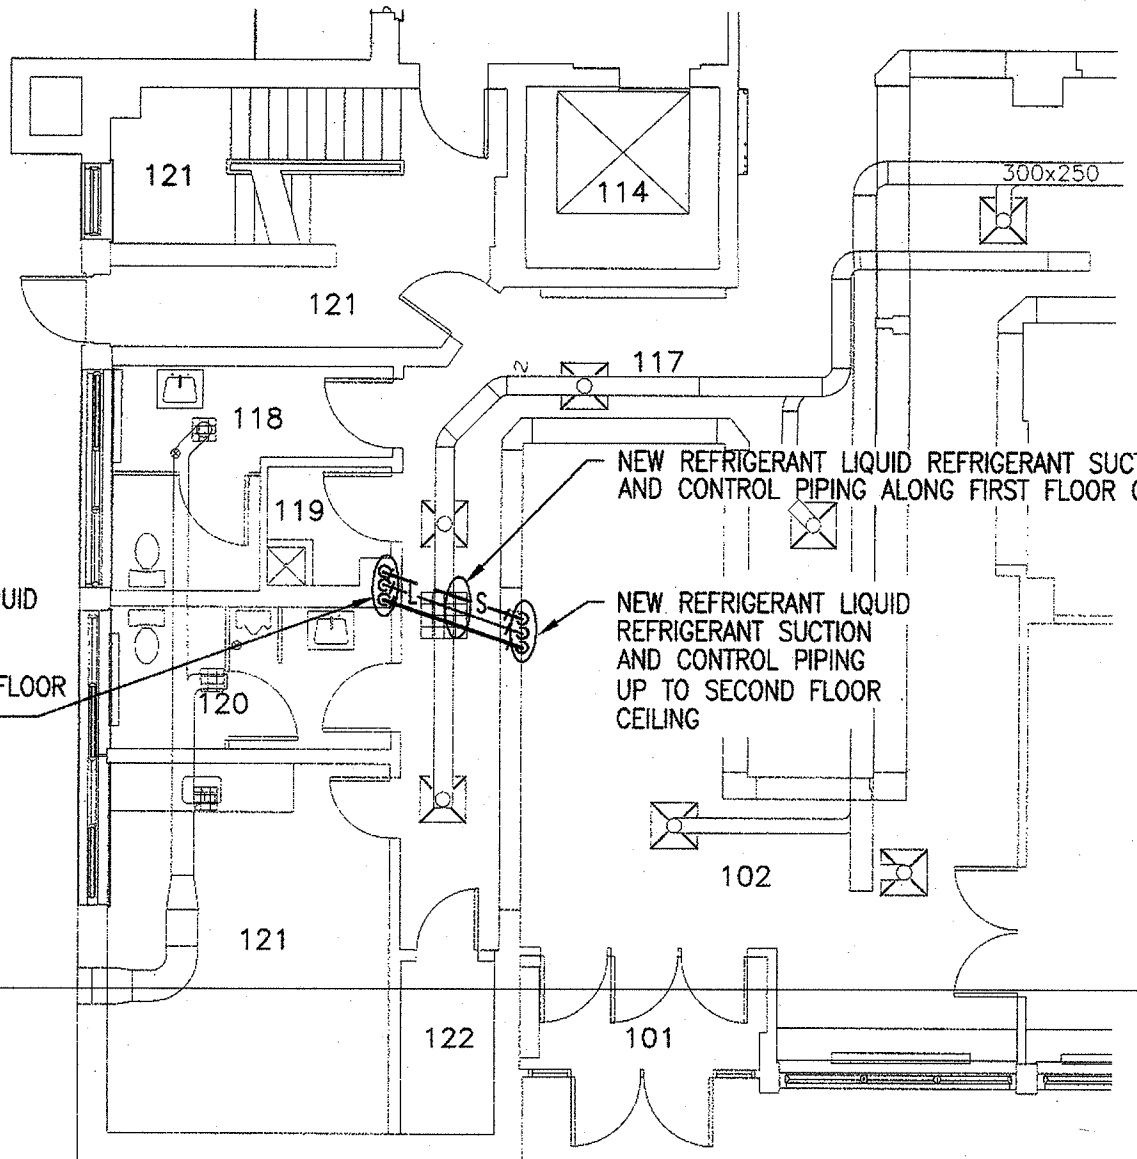 121
114
300x250
121
117
2
118
NEW REFRIGERANT LIQUID REFRIGERANT SUCT
AND CONTROL PIPING ALONG FIRST FLOOR C
119
L
S
UID
NEW REFRIGERANT LIQUID
REFRIGERANT SUCTION
AND CONTROL PIPING
UP TO SECOND FLOOR
CEILING
FLOOR
120
102
121
122
101